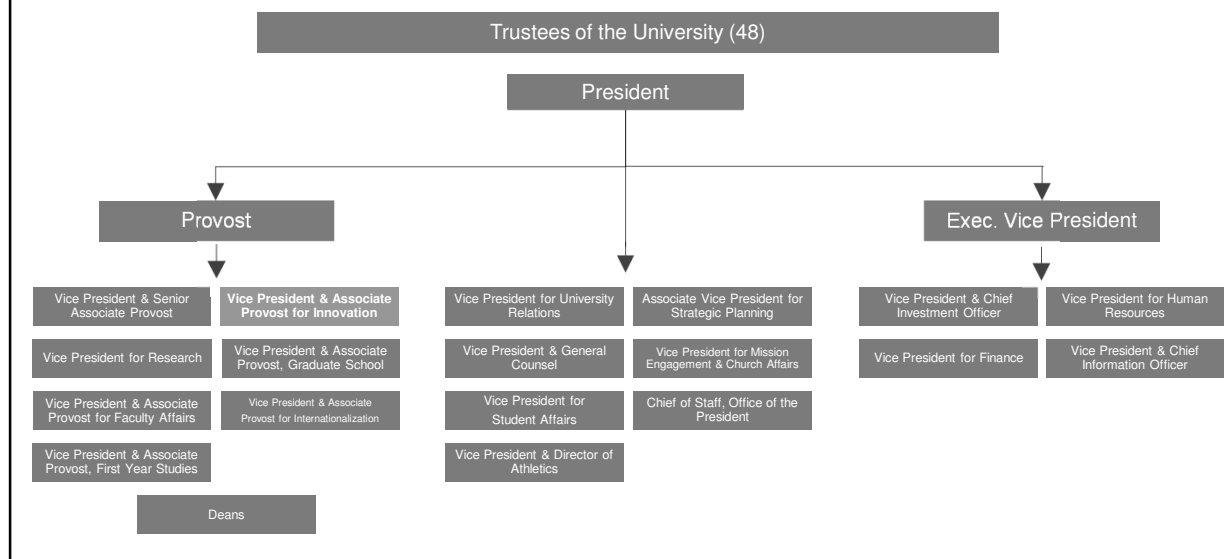 Trustees of the University (48)
President
Provost
Exec. Vice President
Vice President & Senior
Associate Provost
Vice President & Associate
Provost for Innovation
Vice President for Research
Vice President & Associate
Provost, Graduate School
Vice President & Associate
Provost for Faculty Affairs
Vice President & Associate
Provost for Internationalization
Vice President & Associate
Provost, First Year Studies
Deans
Vice President for University
Relations
Associate Vice President for
Strategic Planning
Vice President & General
Counsel
Vice President for Mission
Engagement & Church Affairs
Vice President for
Student Affairs
Chief of Staff, Office of the
President
Vice President & Director of
Athletics
Vice President & Chief
Investment Officer
Vice President for Human
Resources
Vice President for Finance
Vice President & Chief
Information Officer